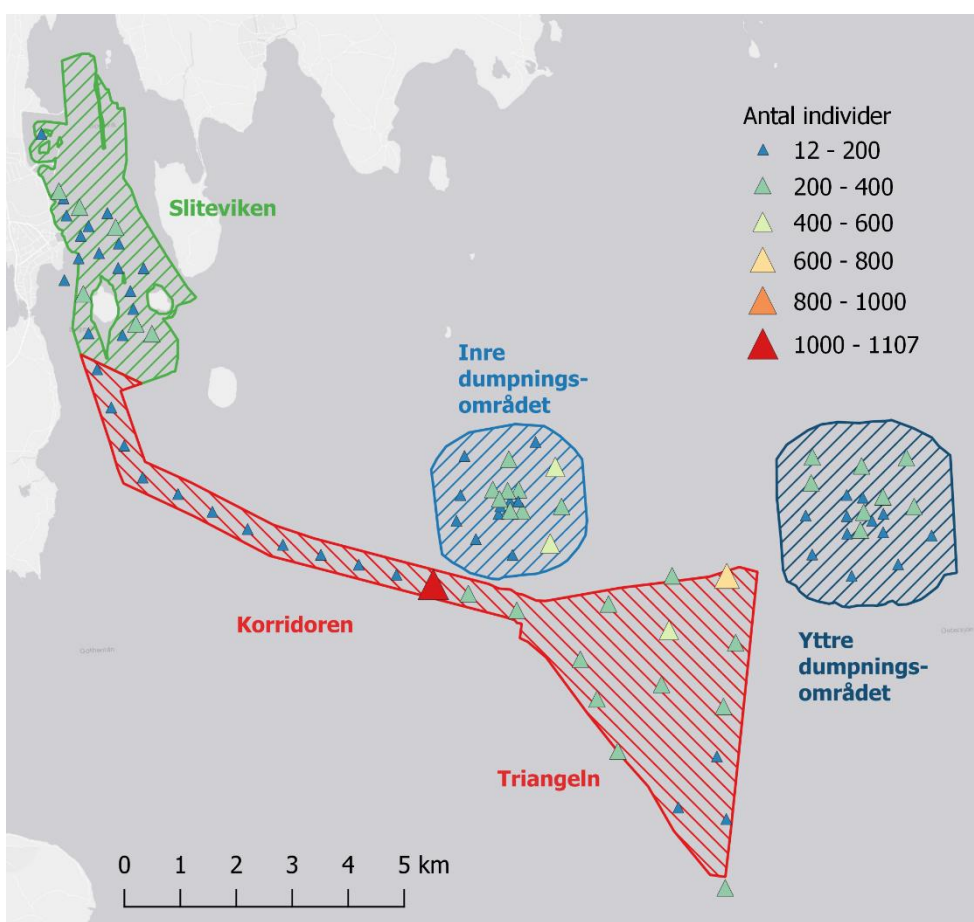 Antal individer
12 - 200
200 - 400
400 - 600
600 - 800
800 - 1000
1000 - 1107
Sliteviken
Inre
dumpnings-
området
Korridoren
Yttre
dumpnings-
området
Triangeln
0 1 2 3 4 5 km